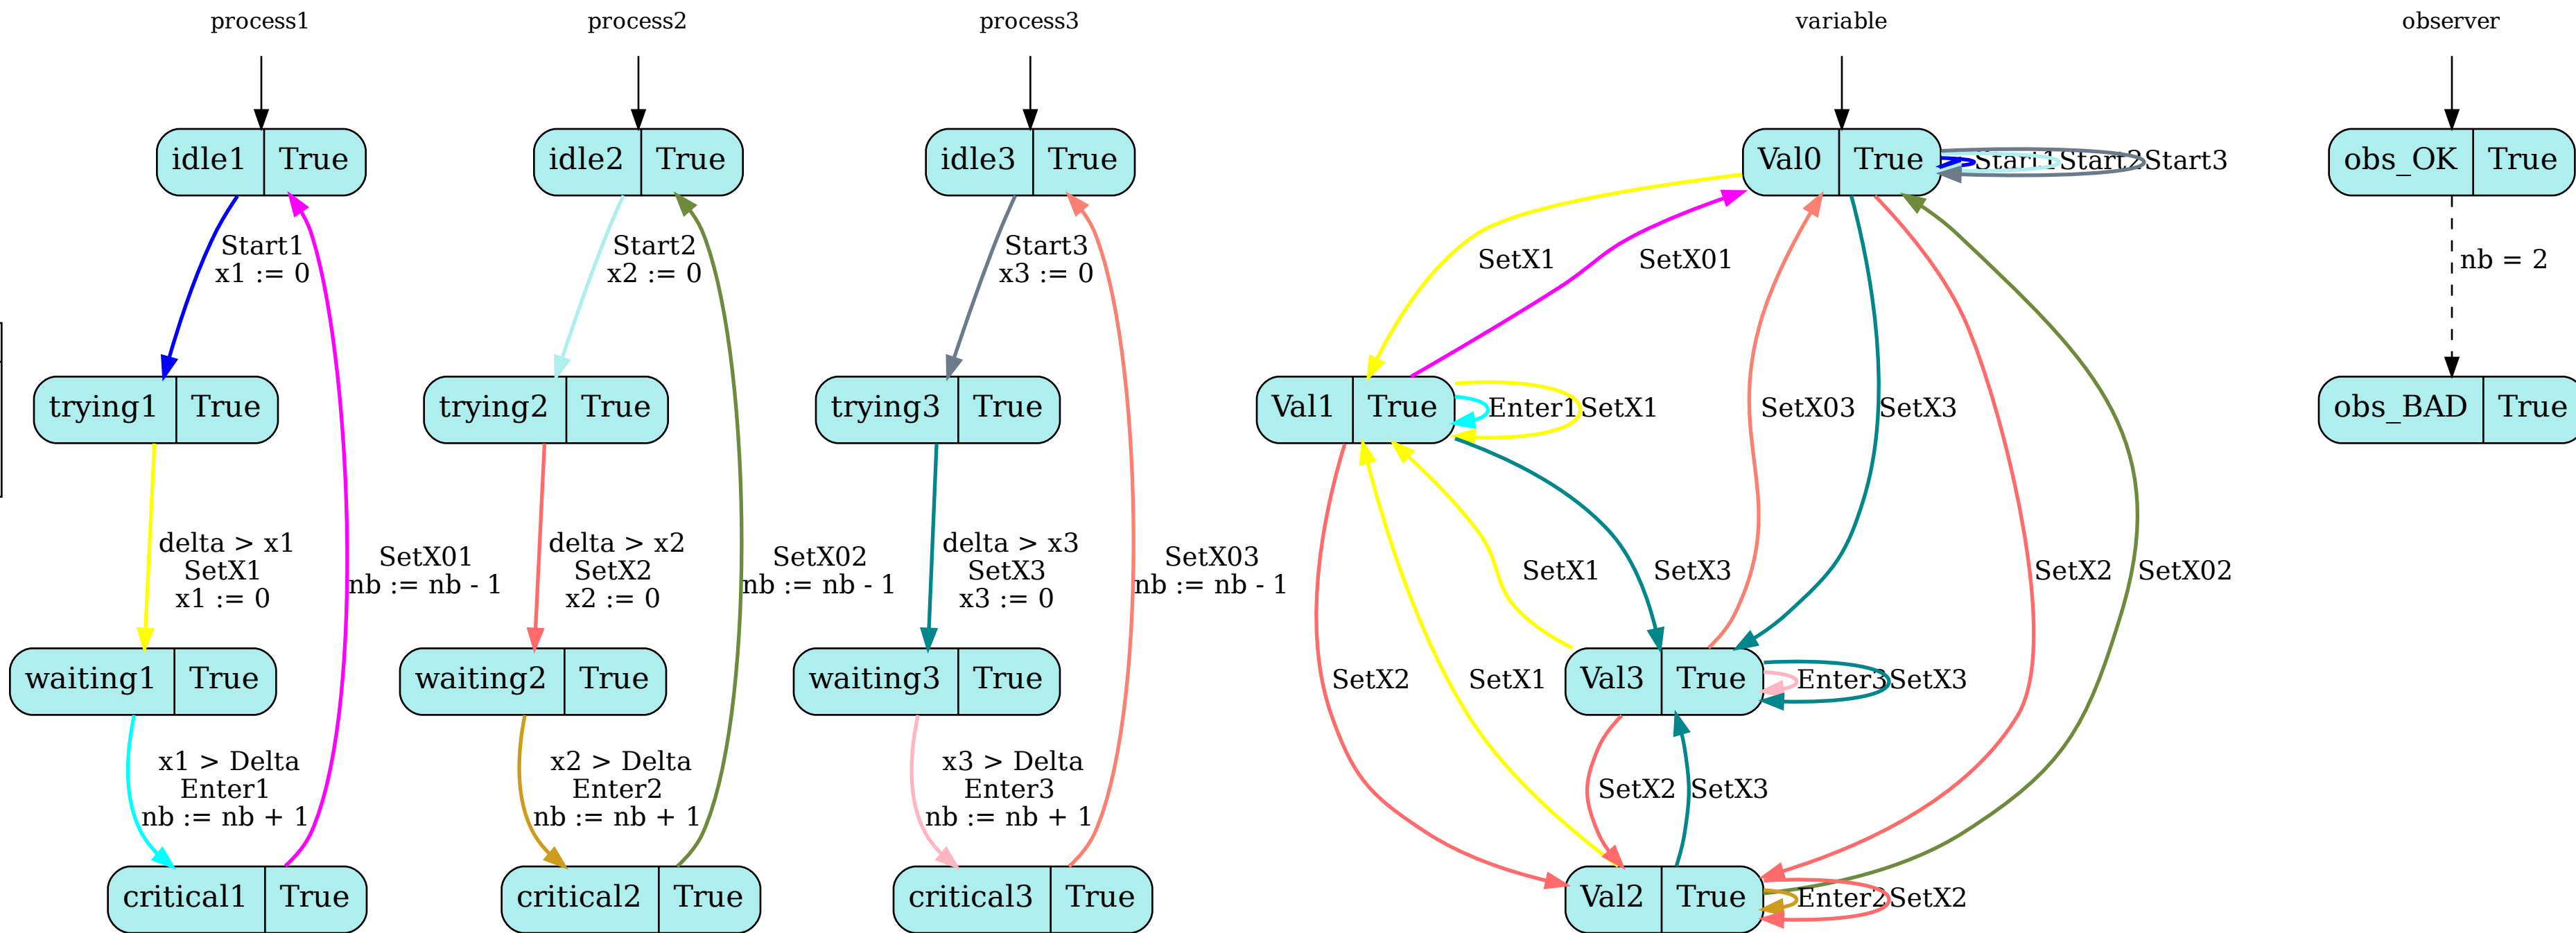 process1
process2
process3
variable
observer
idle1 True
idle2 True
idle3 True
Val0 True
Start1
Start2
Start3
obs_OK True
Start1
x1 := 0
Start2
x2 := 0
Start3
x3 := 0
SetX1
SetX01
nb = 2
trying1 True
trying2 True
trying3 True
Val1 True
Enter1
SetX1
SetX03
SetX3
obs_BAD True
delta > x1
SetX1
x1 := 0
SetX01
nb := nb - 1
delta > x2
SetX2
x2 := 0
SetX02
nb := nb - 1
delta > x3
SetX3
x3 := 0
SetX03
nb := nb - 1
SetX1
SetX3
SetX2
SetX02
waiting1 True
waiting2 True
waiting3 True
SetX2
SetX1
Val3 True
Enter3
SetX3
x1 > Delta
Enter1
nb := nb + 1
x2 > Delta
Enter2
nb := nb + 1
x3 > Delta
Enter3
nb := nb + 1
SetX2
SetX3
critical1 True
critical2 True
critical3 True
Val2 True
Enter2
SetX2